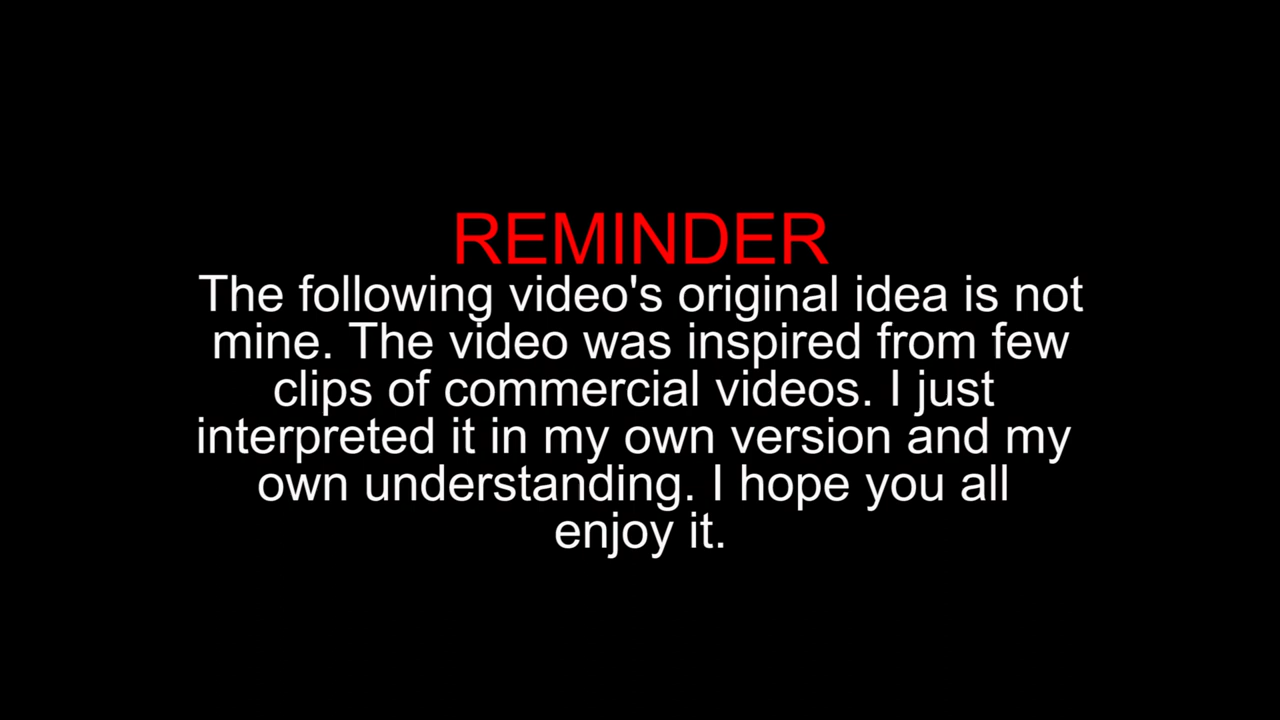 REMINDER
The following video's original idea is not
mine. The video was inspired from few
clips of commercial videos. I just
interpreted it in my own version and my
own understanding. I hope you all
enjoy it.